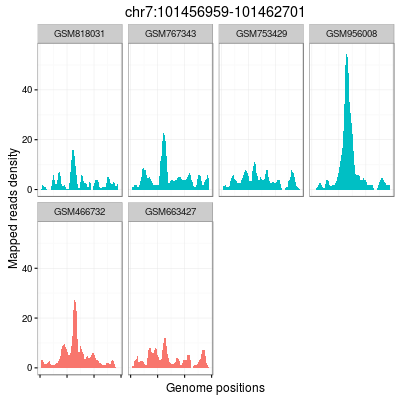 chr7:101456959-101462701
GSM818031 GSM767343 GSM753429 GSM956008
40
20
0
GSM466732 GSM663427
40
20
0
Mapped reads density
Genome positions